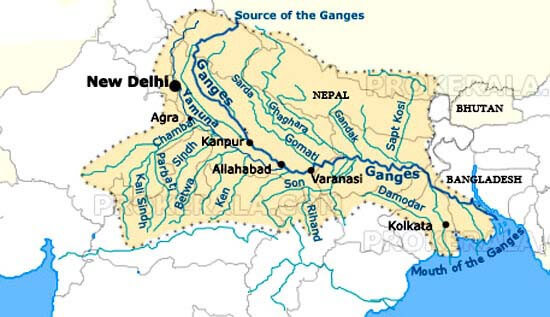 Source of the Ganges
PROKERALA.COM
New Delhi
Ganges
Yamuna
Sarda
NEPAL
Ghaghara
Gandak
Sapt Kosi
BHUTAN
Agra
Chambal
Kanpur
Gomati
Sindh
Parbati
Betwa
Ken
Kali Sindh
Allahabad
Son
Varanasi
Ganges
BANGLADESH
Rihand
Damodar
Kolkata
Mouth of the Ganges